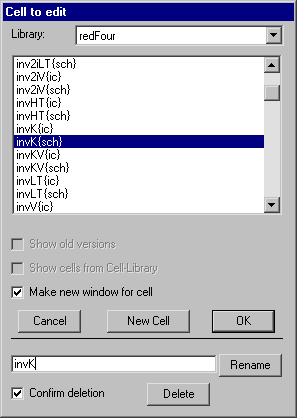 Cell to edit
Library: redFour
inv2iLT{sch}
inv2iV{ic}
inv2iV{sch}
invHT{ic}
invHT{sch}
invK{ic}
invK{sch}
invKV{ic}
invKV{sch}
invLT{ic}
invLT{sch}
invV{ic}
Show old versions
Show cells from Cell-Library
Make new window for cell
Cancel New Cell OK
invK Rename
Confirm deletion Delete